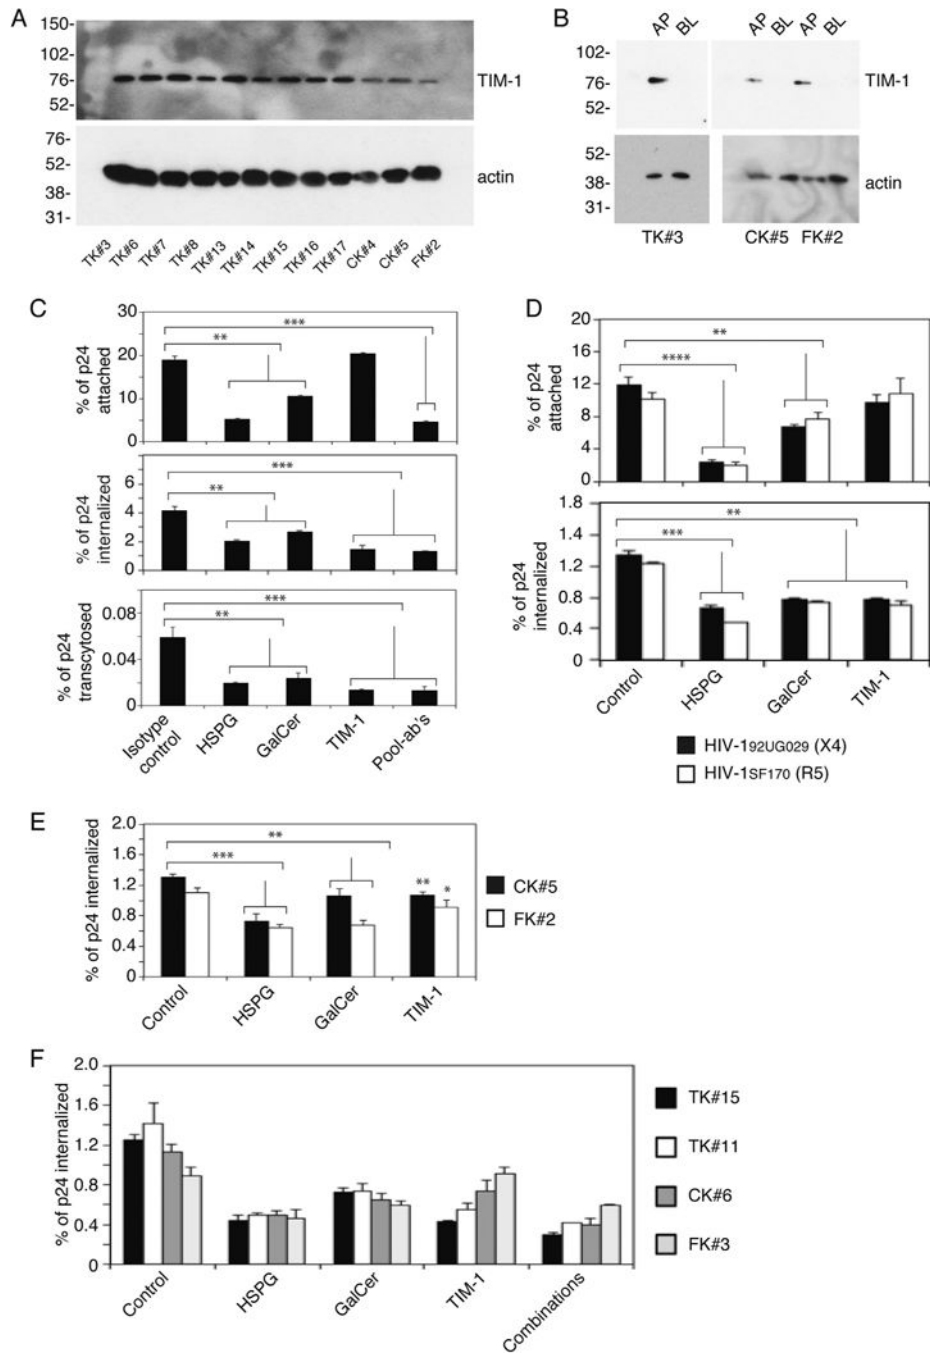 A
150-
102-
76-
52-
TIM-1
76-
52-
38-
31-
actin
TK#3 TK#6 TK#7 TK#8 TK#13 TK#14 TK#15 TK#16 TK#17 CK#4 CK#5 FK#2
B
AP BL AP BL AP BL
102-
76-
52-
TIM-1
52-
38-
31-
actin
TK#3 CK#5 FK#2
C
% of p24 attached
30
20
10
0
***
**
% of p24 internalized
6
4
2
0
***
**
% of p24 transcytosed
0.08
0.04
0
***
**
Isotype control HSPG GalCer TIM-1 Pool-ab's
D
% of p24 attached
20
16
12
8
4
0
**
****
% of p24 internalized
1.8
1.4
1.2
0.8
0.4
0
**
***
Control HSPG GalCer TIM-1
HIV-192UG029 (X4)
HIV-1SF170 (R5)
E
% of p24 internalized
2.0
1.6
1.2
0.8
0.4
0
**
***
** *
Control HSPG GalCer TIM-1
CK#5
FK#2
F
% of p24 internalized
2.0
1.6
1.2
0.8
0.4
0
Control HSPG GalCer TIM-1 Combinations
TK#15
TK#11
CK#6
FK#3